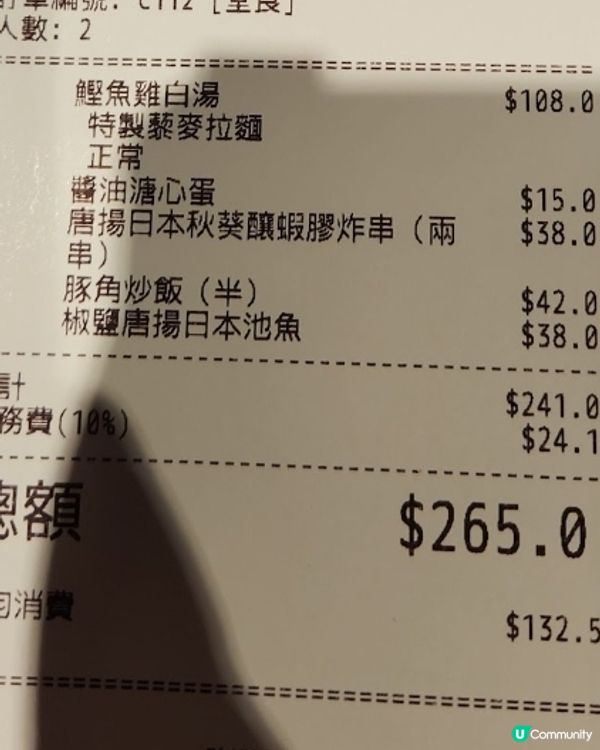 人數: 2
鰹魚雞白湯 $108.0
特製藜麥拉麵
正常
醬油溏心蛋 $15.0
唐揚日本秋葵釀蝦膠炸串（兩 $38.0
串）
豚角炒飯（半） $42.0
椒鹽唐揚日本池魚 $38.0
計 $241.0
務費(10%) $24.1
總額 $265.0
消費 $132.5
U Community